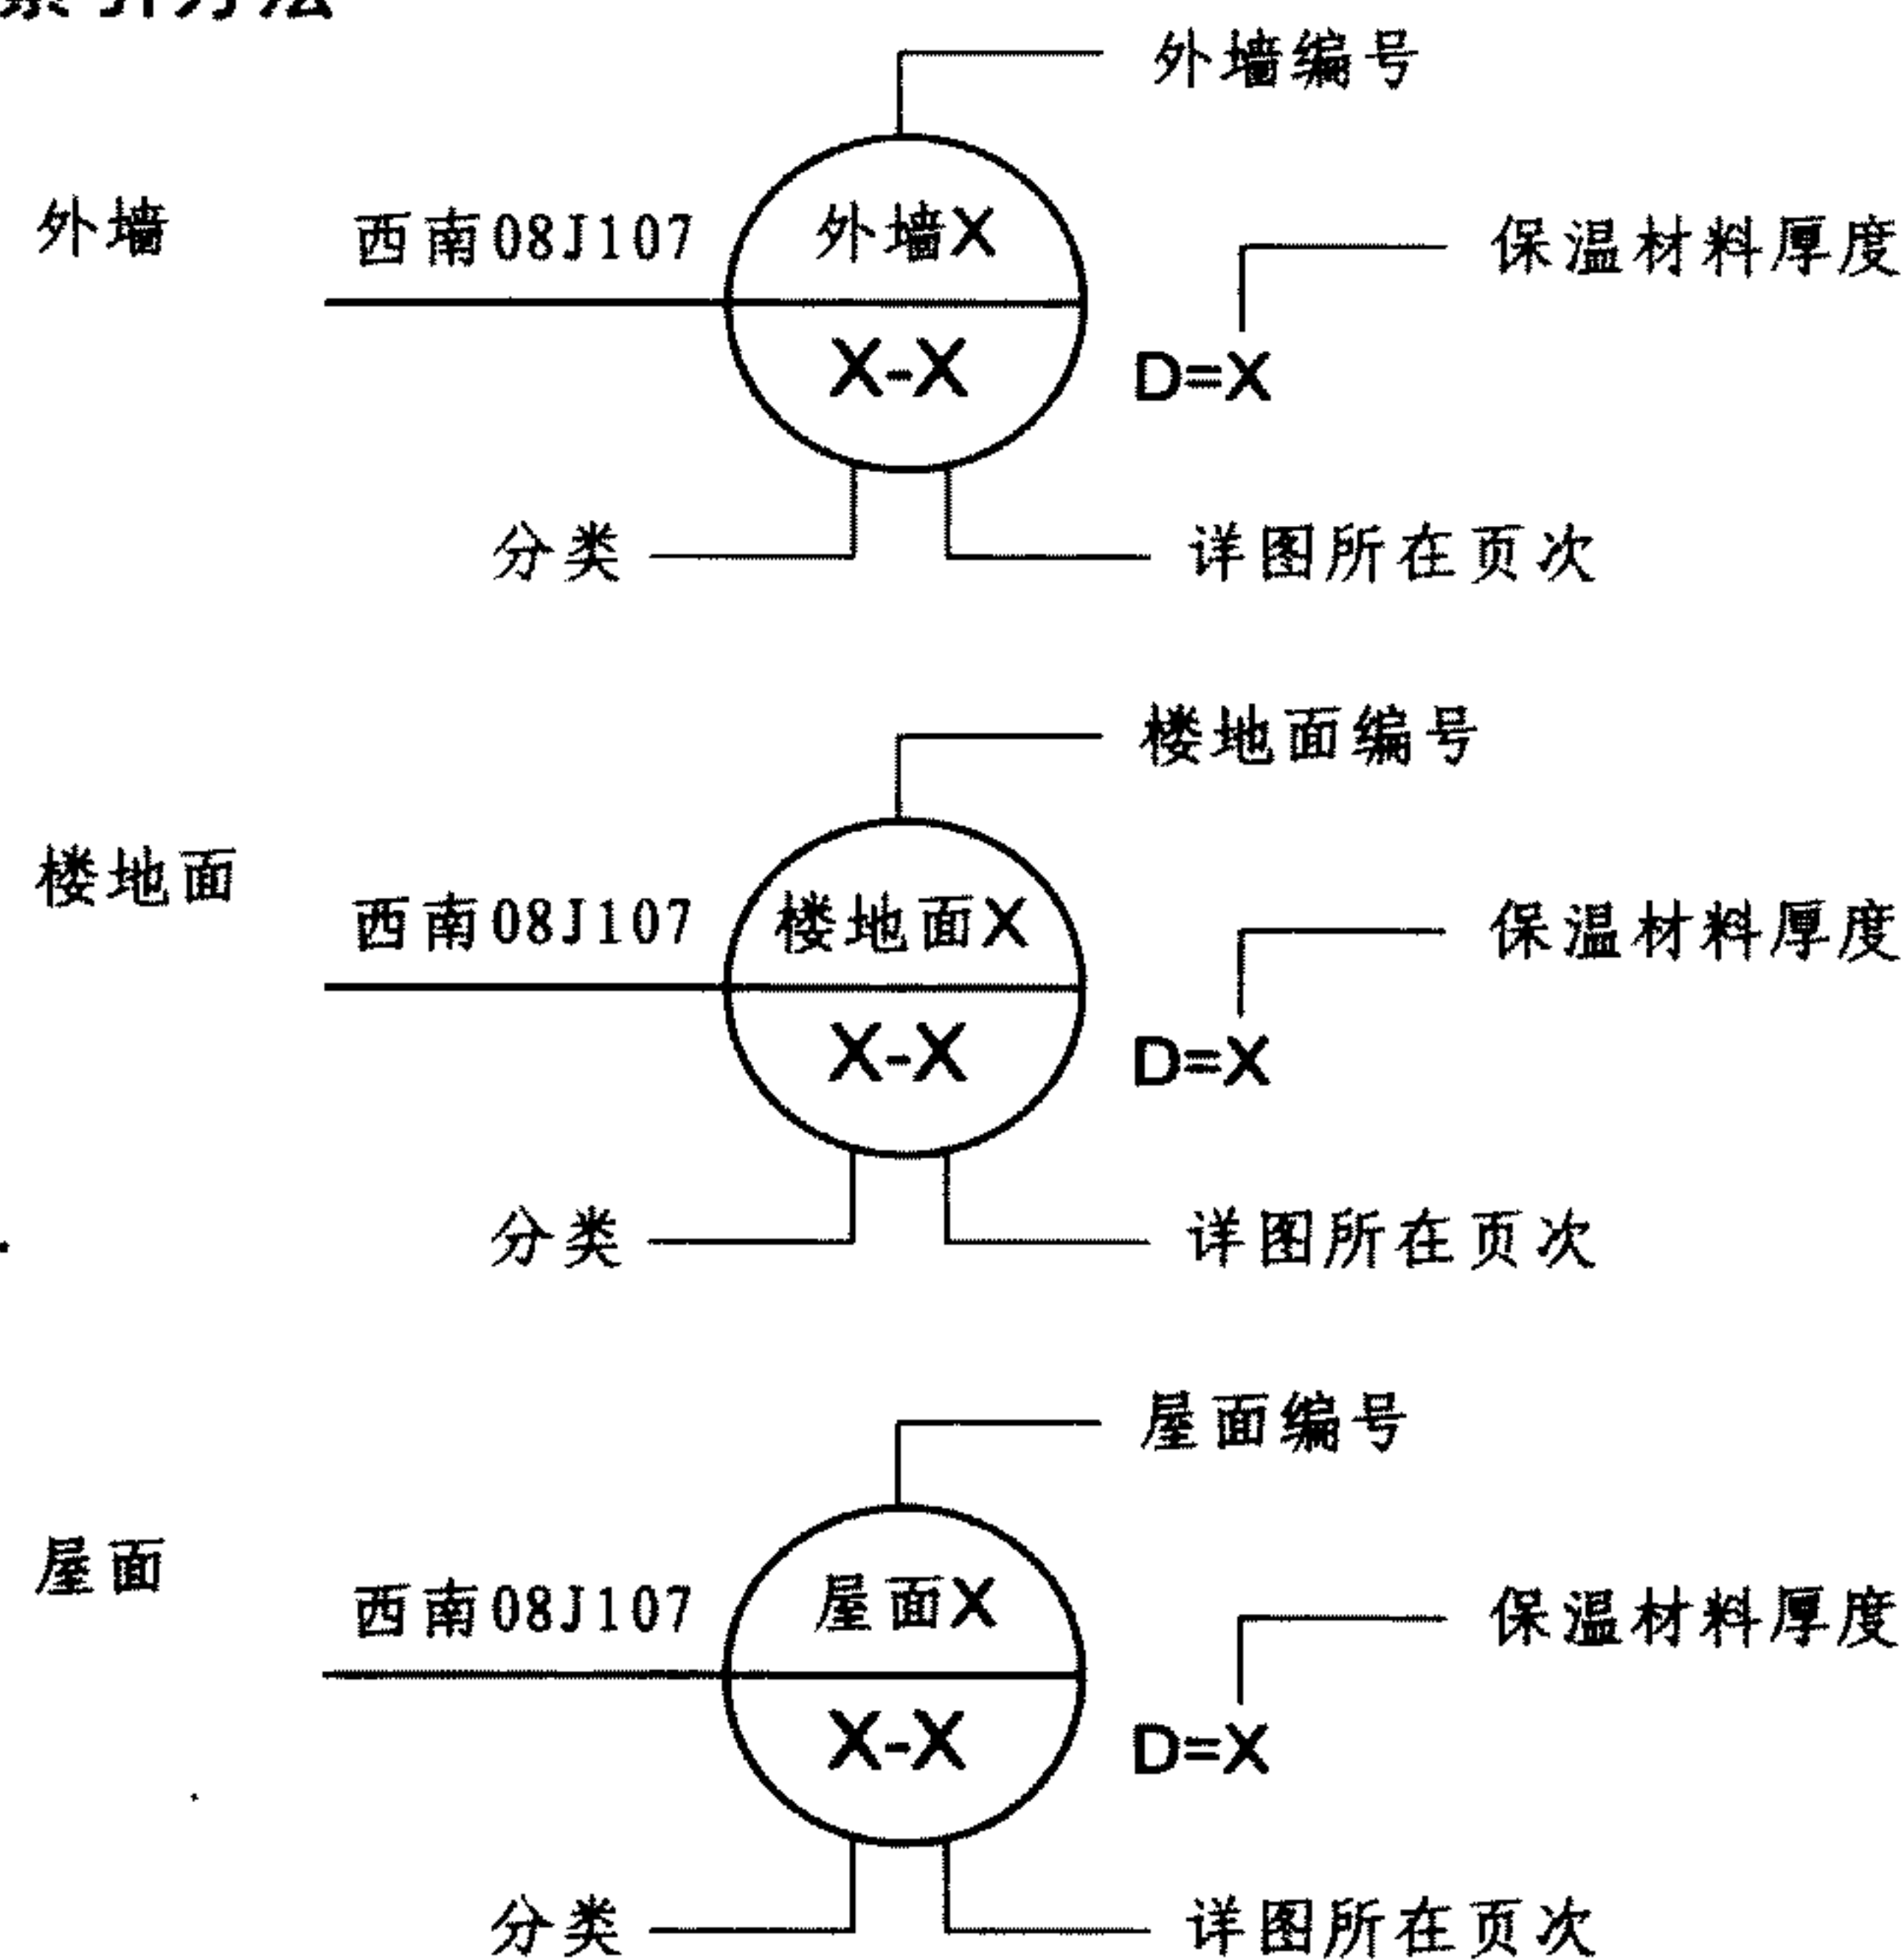 索引方法
外墙编号
外墙 西南08J107 外墙X 保温材料厚度
X-X D=X
分类 详图所在页次
楼地面编号
楼地面 西南08J107 楼地面X 保温材料厚度
X-X D=X
分类 详图所在页次
屋面编号
屋面 西南08J107 屋面X 保温材料厚度
X-X D=X
分类 详图所在页次